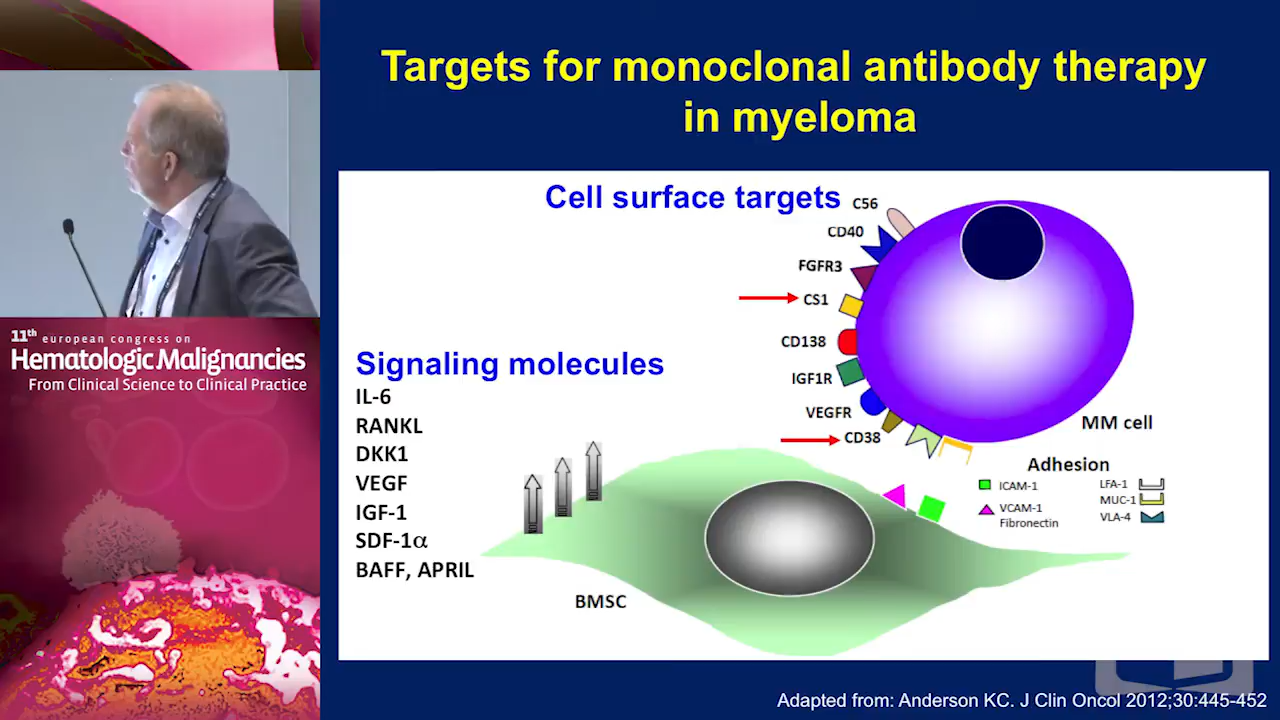 Targets for monoclonal antibody therapy
in myeloma
Cell surface targets
C56
CD40
FGFR3
CS1
CD138
IGF1R
VEGFR
CD38
MM cell
Signaling molecules
IL-6
RANKL
DKK1
VEGF
IGF-1
SDF-1α
BAFF, APRIL
BMSC
Adhesion
ICAM-1
VCAM-1
Fibronectin
LFA-1
MUC-1
VLA-4
11th european congress on
Hematologic Malignancies
From Clinical Science to Clinical Practice
Adapted from: Anderson KC. J Clin Oncol 2012;30:445-452